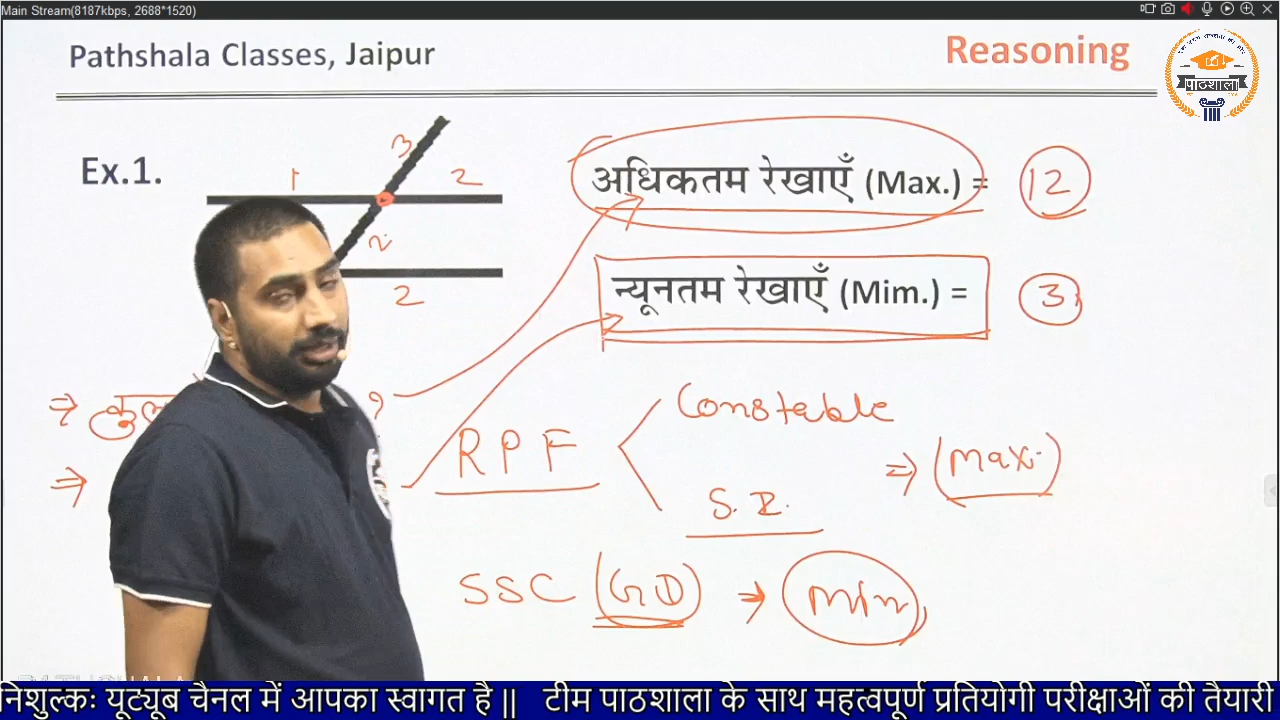 Main Stream(8187kbps, 2688*1520)
Pathshala Classes, Jaipur
Reasoning
पाठशाला
Ex.1.
1
3
2
2
2
अधिकतम रेखाएँ (Max.) = 12
न्यूनतम रेखाएँ (Mim.) = 3
⇒ कुल
?
⇒
RPF
Constable
S.I.
⇒ (Max.)
SSC (GD) ⇒ min
निशुल्कः यूट्यूब चैनल में आपका स्वागत है || टीम पाठशाला के साथ महत्वपूर्ण प्रतियोगी परीक्षाओं की तैयारी